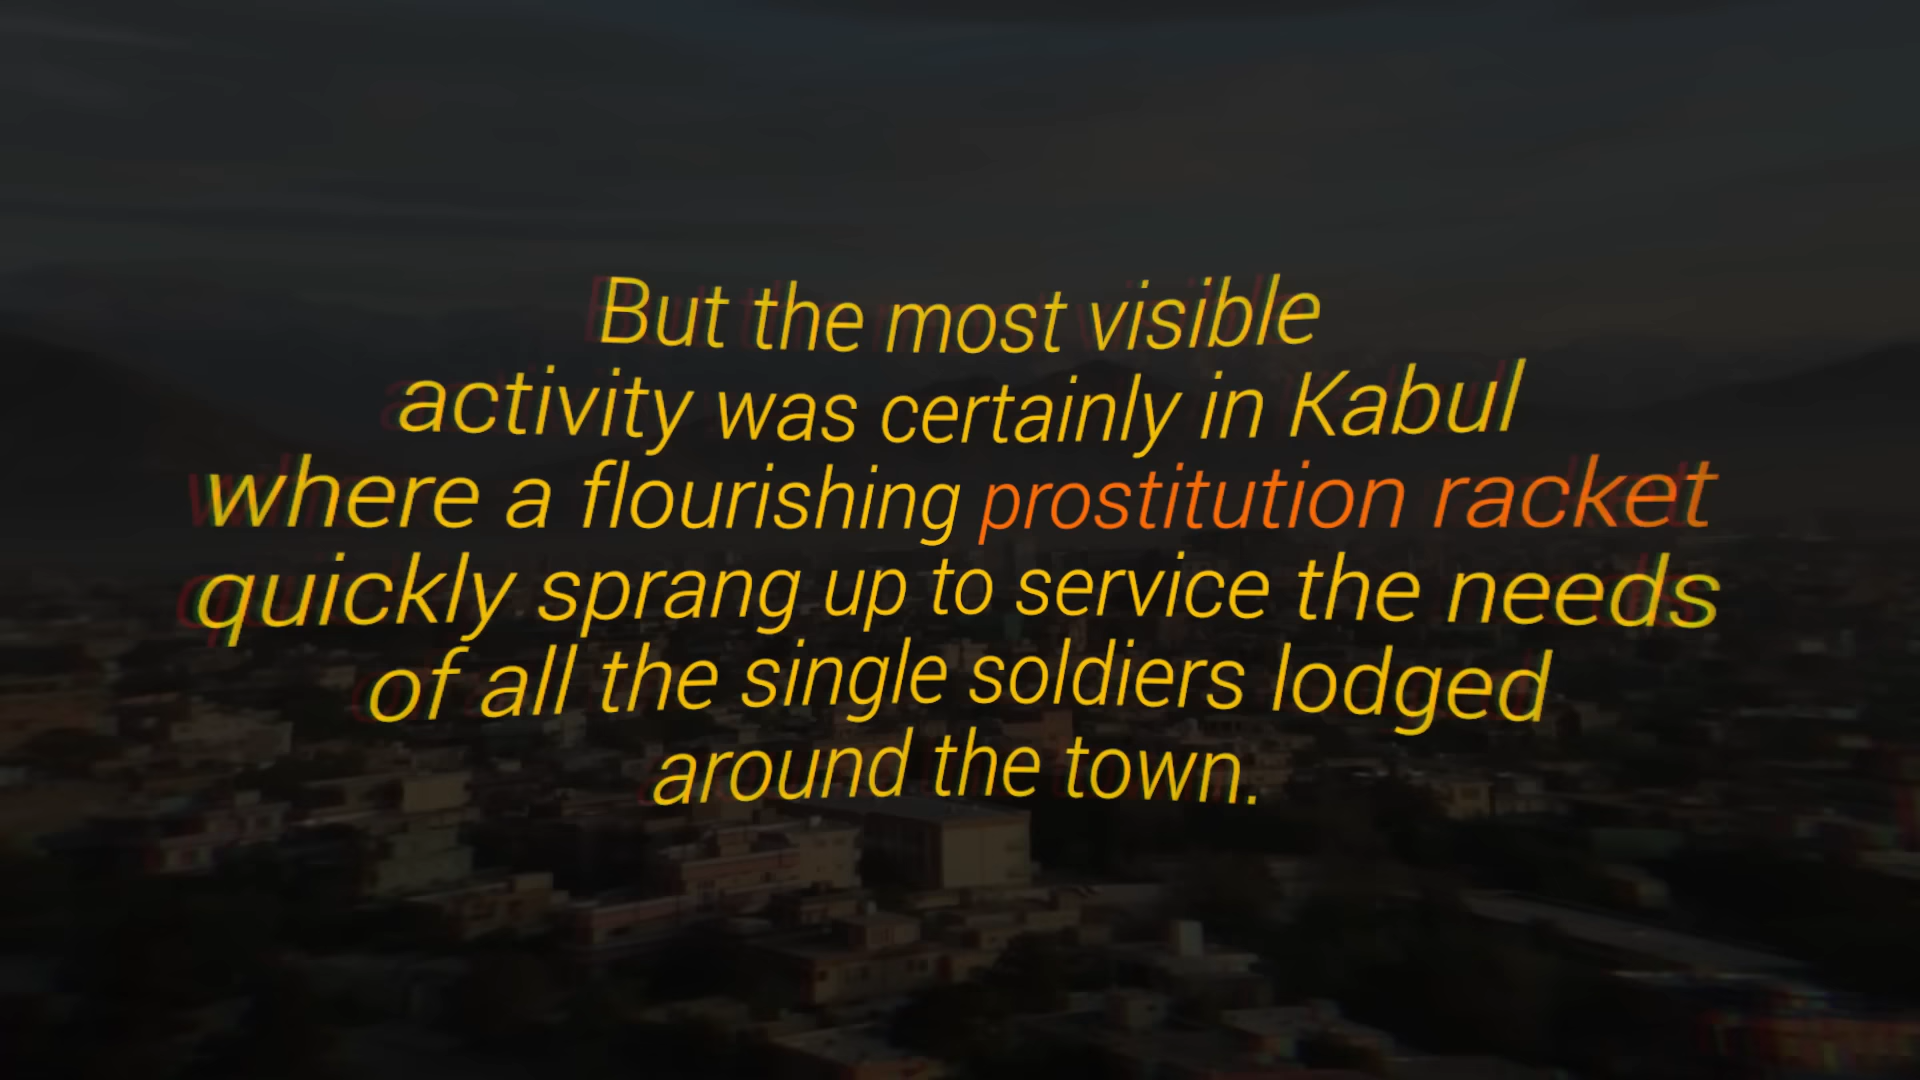 But the most visible
activity was certainly in Kabul
where a flourishing prostitution racket
quickly sprang up to service the needs
of all the single soldiers lodged
around the town.